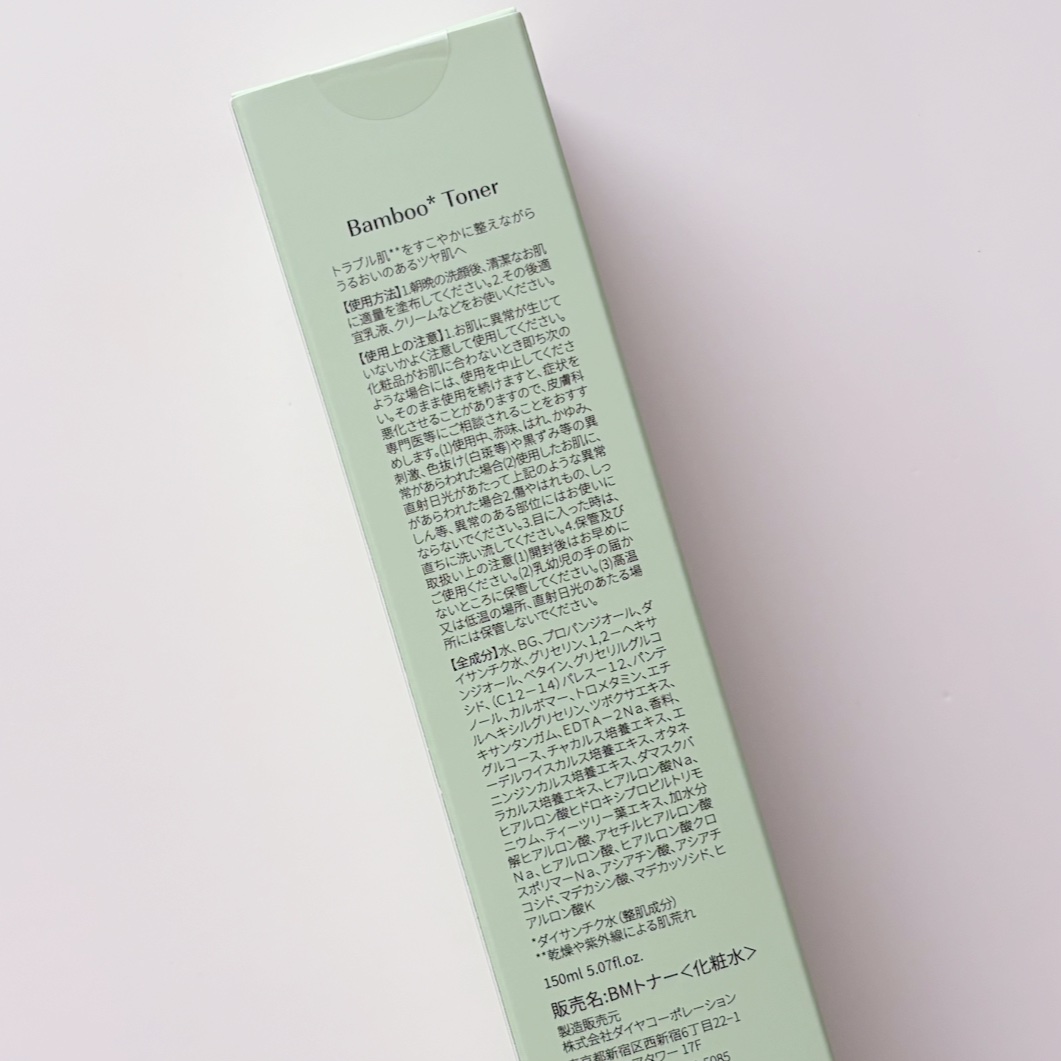 Bamboo* Toner
トラブル肌**をすこやかに整えながら
うるおいのあるツヤ肌へ
【使用方法】1.朝晩の洗顔後、清潔なお肌
に適量を塗布してください。2.その後適
宜乳液、クリームなどをお使いください。
【使用上の注意】1.お肌に異常が生じて
いないかよく注意して使用してください。
化粧品がお肌に合わないとき即ち次の
ような場合には、使用を中止してくださ
い。そのまま使用を続けますと、症状を
悪化させることがありますので、皮膚科
専門医等にご相談されることをおすす
めします。(1)使用中、赤味、はれ、かゆみ、
刺激、色抜け(白斑等)や黒ずみ等の異
常があらわれた場合(2)使用したお肌に、
直射日光があたって上記のような異常
があらわれた場合2.傷やはれもの、しっ
しん等、異常のある部位にはお使いに
ならないでください。3.目に入った時は、
直ちに洗い流してください。4.保管及び
取扱い上の注意(1)開封後はお早めに
ご使用ください。(2)乳幼児の手の届か
ないところに保管してください。(3)高温
又は低温の場所、直射日光のあたる場
所には保管しないでください。
【全成分】水、BG、プロパンジオール、ダ
イサンチク水、グリセリン、1,2－ヘキサ
ンジオール、ベタイン、グリセリルグルコ
シド、(C12－14)パレス－12、パンテ
ノール、カルボマー、トロメタミン、エチ
ルヘキシルグリセリン、ツボクサエキス、
キサンタンガム、EDTA－2Na、香料、
グルコース、チャカルス培養エキス、エ
ーデルワイスカルス培養エキス、オタネ
ニンジンカルス培養エキス、ダマスクバ
ラカルス培養エキス、ヒアルロン酸Na、
ヒアルロン酸ヒドロキシプロピルトリモ
ニウム、ティーツリー葉エキス、加水分
解ヒアルロン酸、アセチルヒアルロン酸
Na、ヒアルロン酸、ヒアルロン酸クロ
スポリマーNa、アシアチン酸、アシアチ
コシド、マデカシン酸、マデカッソシド、ヒ
アルロン酸K
*ダイサンチク水(整肌成分)
**乾燥や紫外線による肌荒れ
150ml 5.07fl.oz.
販売名:BMトナー<化粧水>
製造販売元
株式会社ダイヤコーポレーション
東京都新宿区西新宿6丁目22-1
タワー 17F
5085